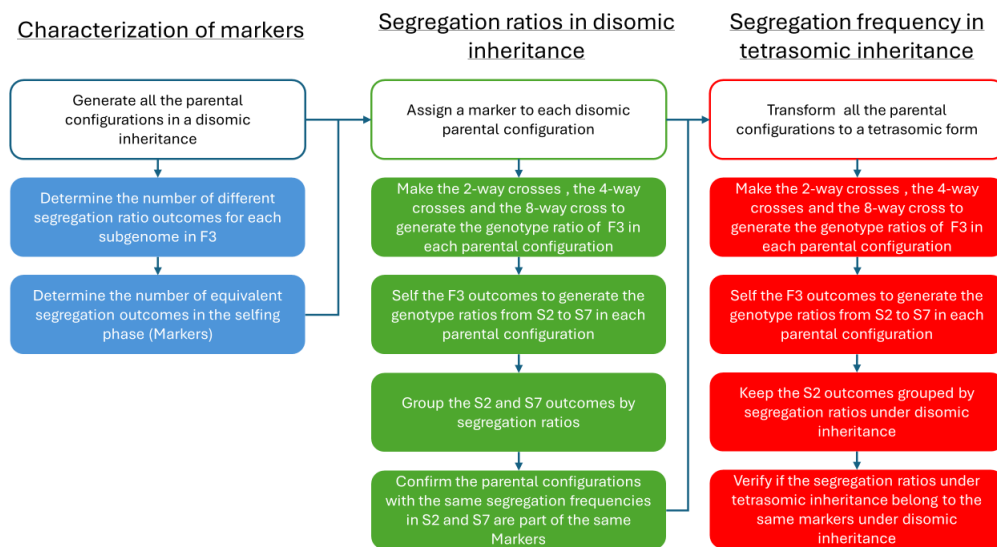 Characterization of markers
Segregation ratios in disomic
inheritance
Segregation frequency in
tetrasomic inheritance
Generate all the parental
configurations in a disomic
inheritance
Determine the number of different
segregation ratio outcomes for each
subgenome in F3
Determine the number of equivalent
segregation outcomes in the selfing
phase (Markers)
Assign a marker to each disomic
parental configuration
Make the 2-way crosses , the 4-way
crosses and the 8-way cross to
generate the genotype ratio of  F3 in
each parental configuration
Self the F3 outcomes to generate the
genotype ratios from S2 to S7 in each
parental configuration
Group the S2 and S7 outcomes by
segregation ratios
Confirm the parental configurations
with the same segregation frequencies
in S2 and S7 are part of the same
Markers
Transform  all the parental
configurations to a tetrasomic form
Make the 2-way crosses , the 4-way
crosses and the 8-way cross to
generate the genotype ratios of  F3 in
each parental configuration
Self the F3 outcomes to generate the
genotype ratios from S2 to S7 in each
parental configuration
Keep the S2 outcomes grouped by
segregation ratios under disomic
inheritance
Verify if the segregation ratios under
tetrasomic inheritance belong to the
same markers under disomic
inheritance